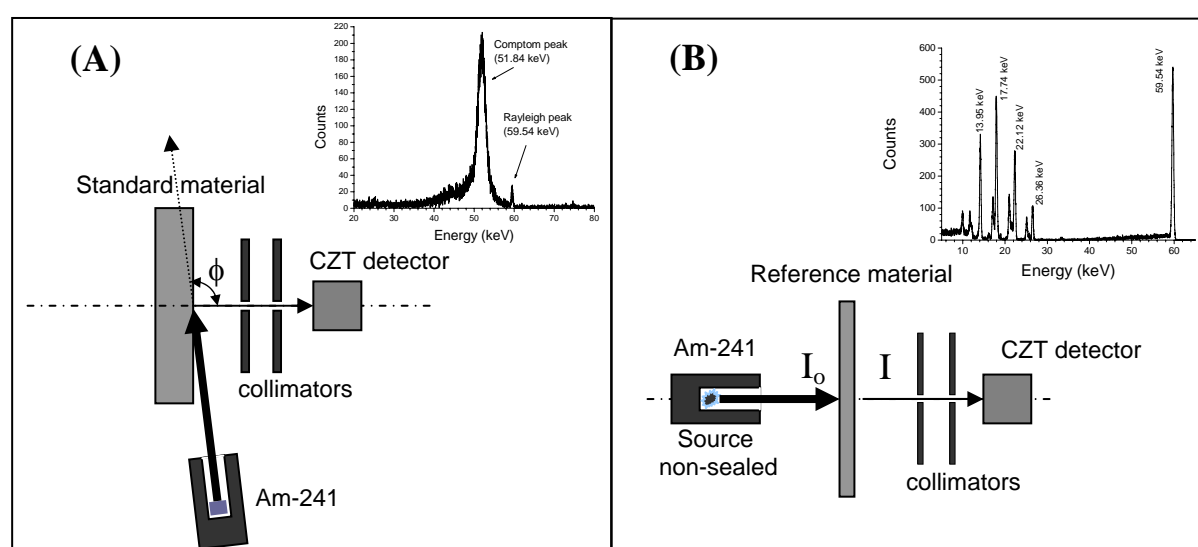 (A)
Comptom peak
(51.84 keV)
Rayleigh peak
(59.54 keV)
Counts
220
200
180
160
140
120
100
80
60
40
20
0
20 30 40 50 60 70 80
Energy (keV)
Standard material
ϕ
CZT detector
collimators
Am-241
(B)
13.95 keV
17.74 keV
22.12 keV
26.36 keV
59.54 keV
Counts
600
500
400
300
200
100
0
10 20 30 40 50 60
Energy (keV)
Reference material
Am-241
Io
I
CZT detector
Source
non-sealed
collimators